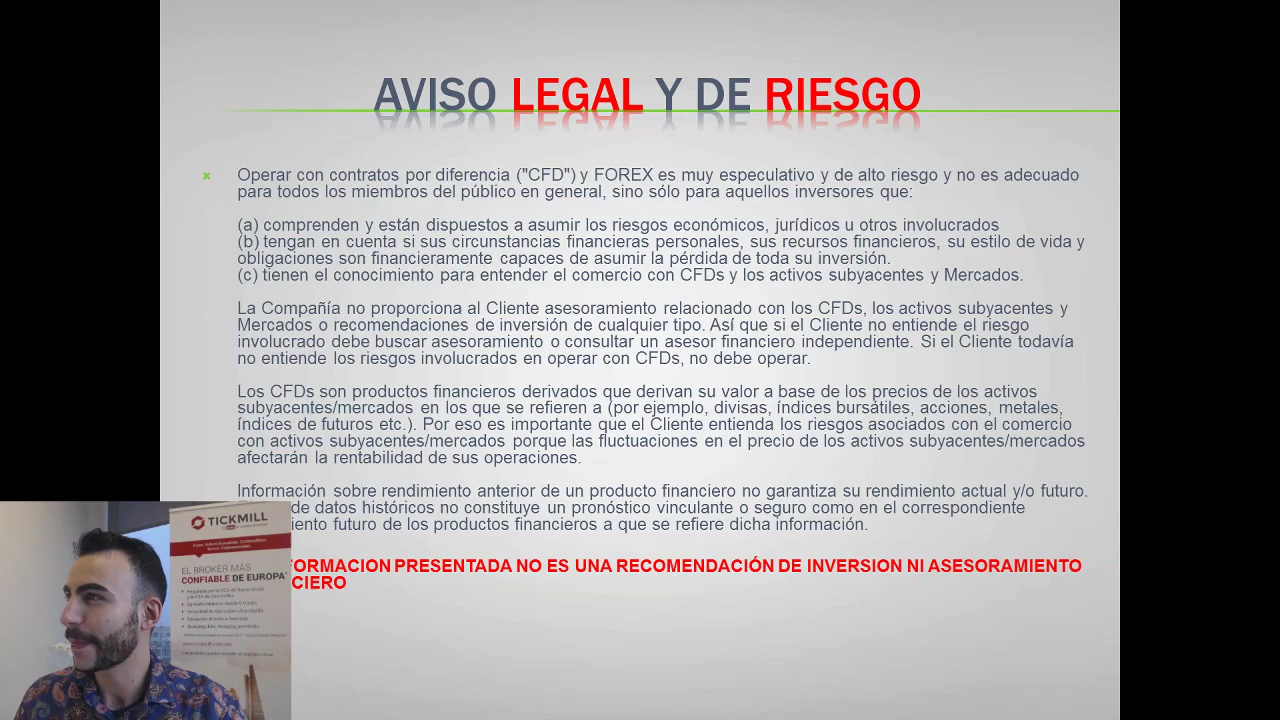 AVISO LEGAL Y DE RIESGO
Operar con contratos por diferencia ("CFD") y FOREX es muy especulativo y de alto riesgo y no es adecuado
para todos los miembros del público en general, sino sólo para aquellos inversores que:
(a) comprenden y están dispuestos a asumir los riesgos económicos, jurídicos u otros involucrados
(b) tengan en cuenta si sus circunstancias financieras personales, sus recursos financieros, su estilo de vida y
obligaciones son financieramente capaces de asumir la pérdida de toda su inversión.
(c) tienen el conocimiento para entender el comercio con CFDs y los activos subyacentes y Mercados.
La Compañía no proporciona al Cliente asesoramiento relacionado con los CFDs, los activos subyacentes y
Mercados o recomendaciones de inversión de cualquier tipo. Así que si el Cliente no entiende el riesgo
involucrado debe buscar asesoramiento o consultar un asesor financiero independiente. Si el Cliente todavía
no entiende los riesgos involucrados en operar con CFDs, no debe operar.
Los CFDs son productos financieros derivados que derivan su valor a base de los precios de los activos
subyacentes/mercados en los que se refieren a (por ejemplo, divisas, índices bursátiles, acciones, metales,
índices de futuros etc.). Por eso es importante que el Cliente entienda los riesgos asociados con el comercio
con activos subyacentes/mercados porque las fluctuaciones en el precio de los activos subyacentes/mercados
afectarán la rentabilidad de sus operaciones.
Información sobre rendimiento anterior de un producto financiero no garantiza su rendimiento actual y/o futuro.
de datos históricos no constituye un pronóstico vinculante o seguro como en el correspondiente
iento futuro de los productos financieros a que se refiere dicha información.
FORMACION PRESENTADA NO ES UNA RECOMENDACIÓN DE INVERSION NI ASESORAMIENTO
CIERO
TICKMILL
EL BROKER MÁS
CONFIABLE DE EUROPA